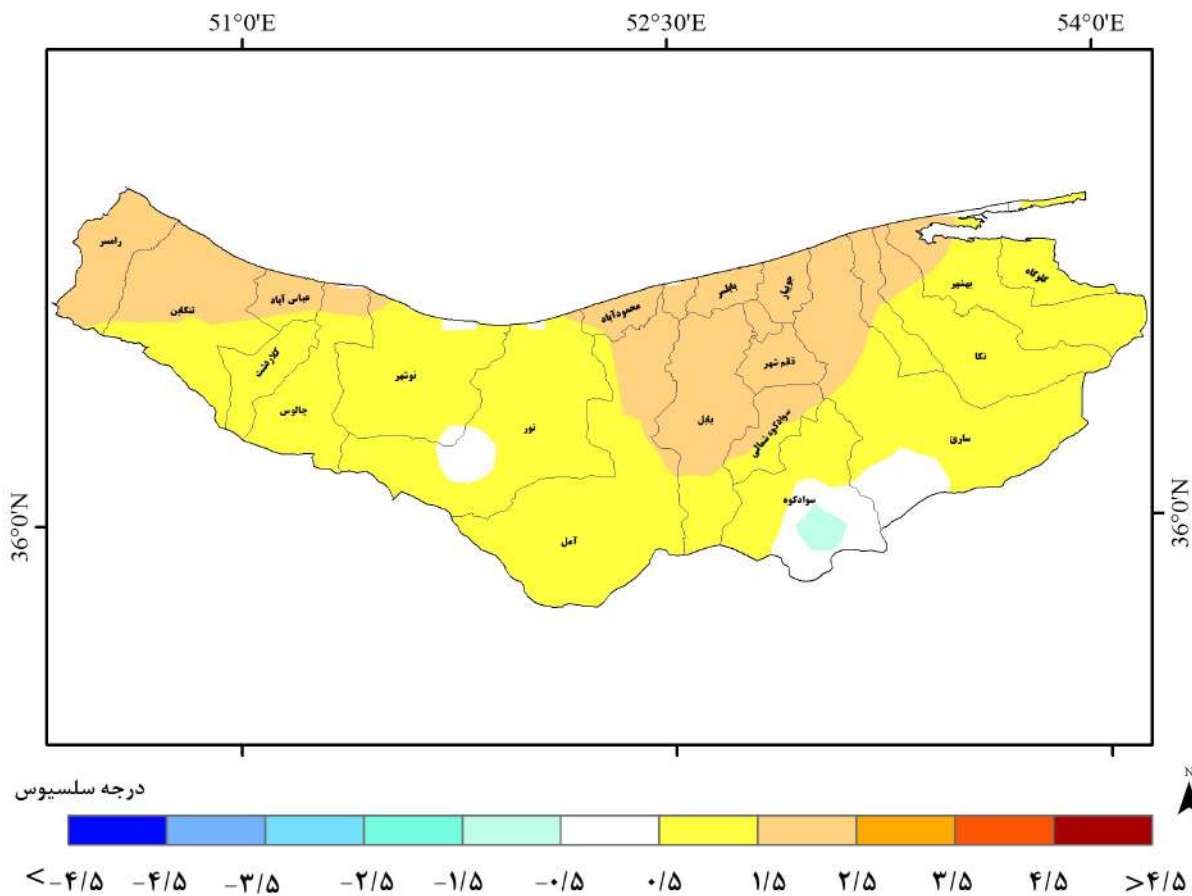 51°0'E 52°30'E 54°0'E
رامسر
تنکابن
عباس آباد
کلاردشت
چالوس
نوشهر
نور
آمل
محمودآباد
بابلسر
جویبار
بابل
قائم شهر
سوادکوه شمالی
سوادکوه
بهشهر
گلوگاه
نکا
ساری
36°0'N 36°0'N
درجه سلسیوس
N
< −۴/۵ −۴/۵ −۳/۵ −۲/۵ −۱/۵ −۰/۵ ۰/۵ ۱/۵ ۲/۵ ۳/۵ ۴/۵ >۴/۵